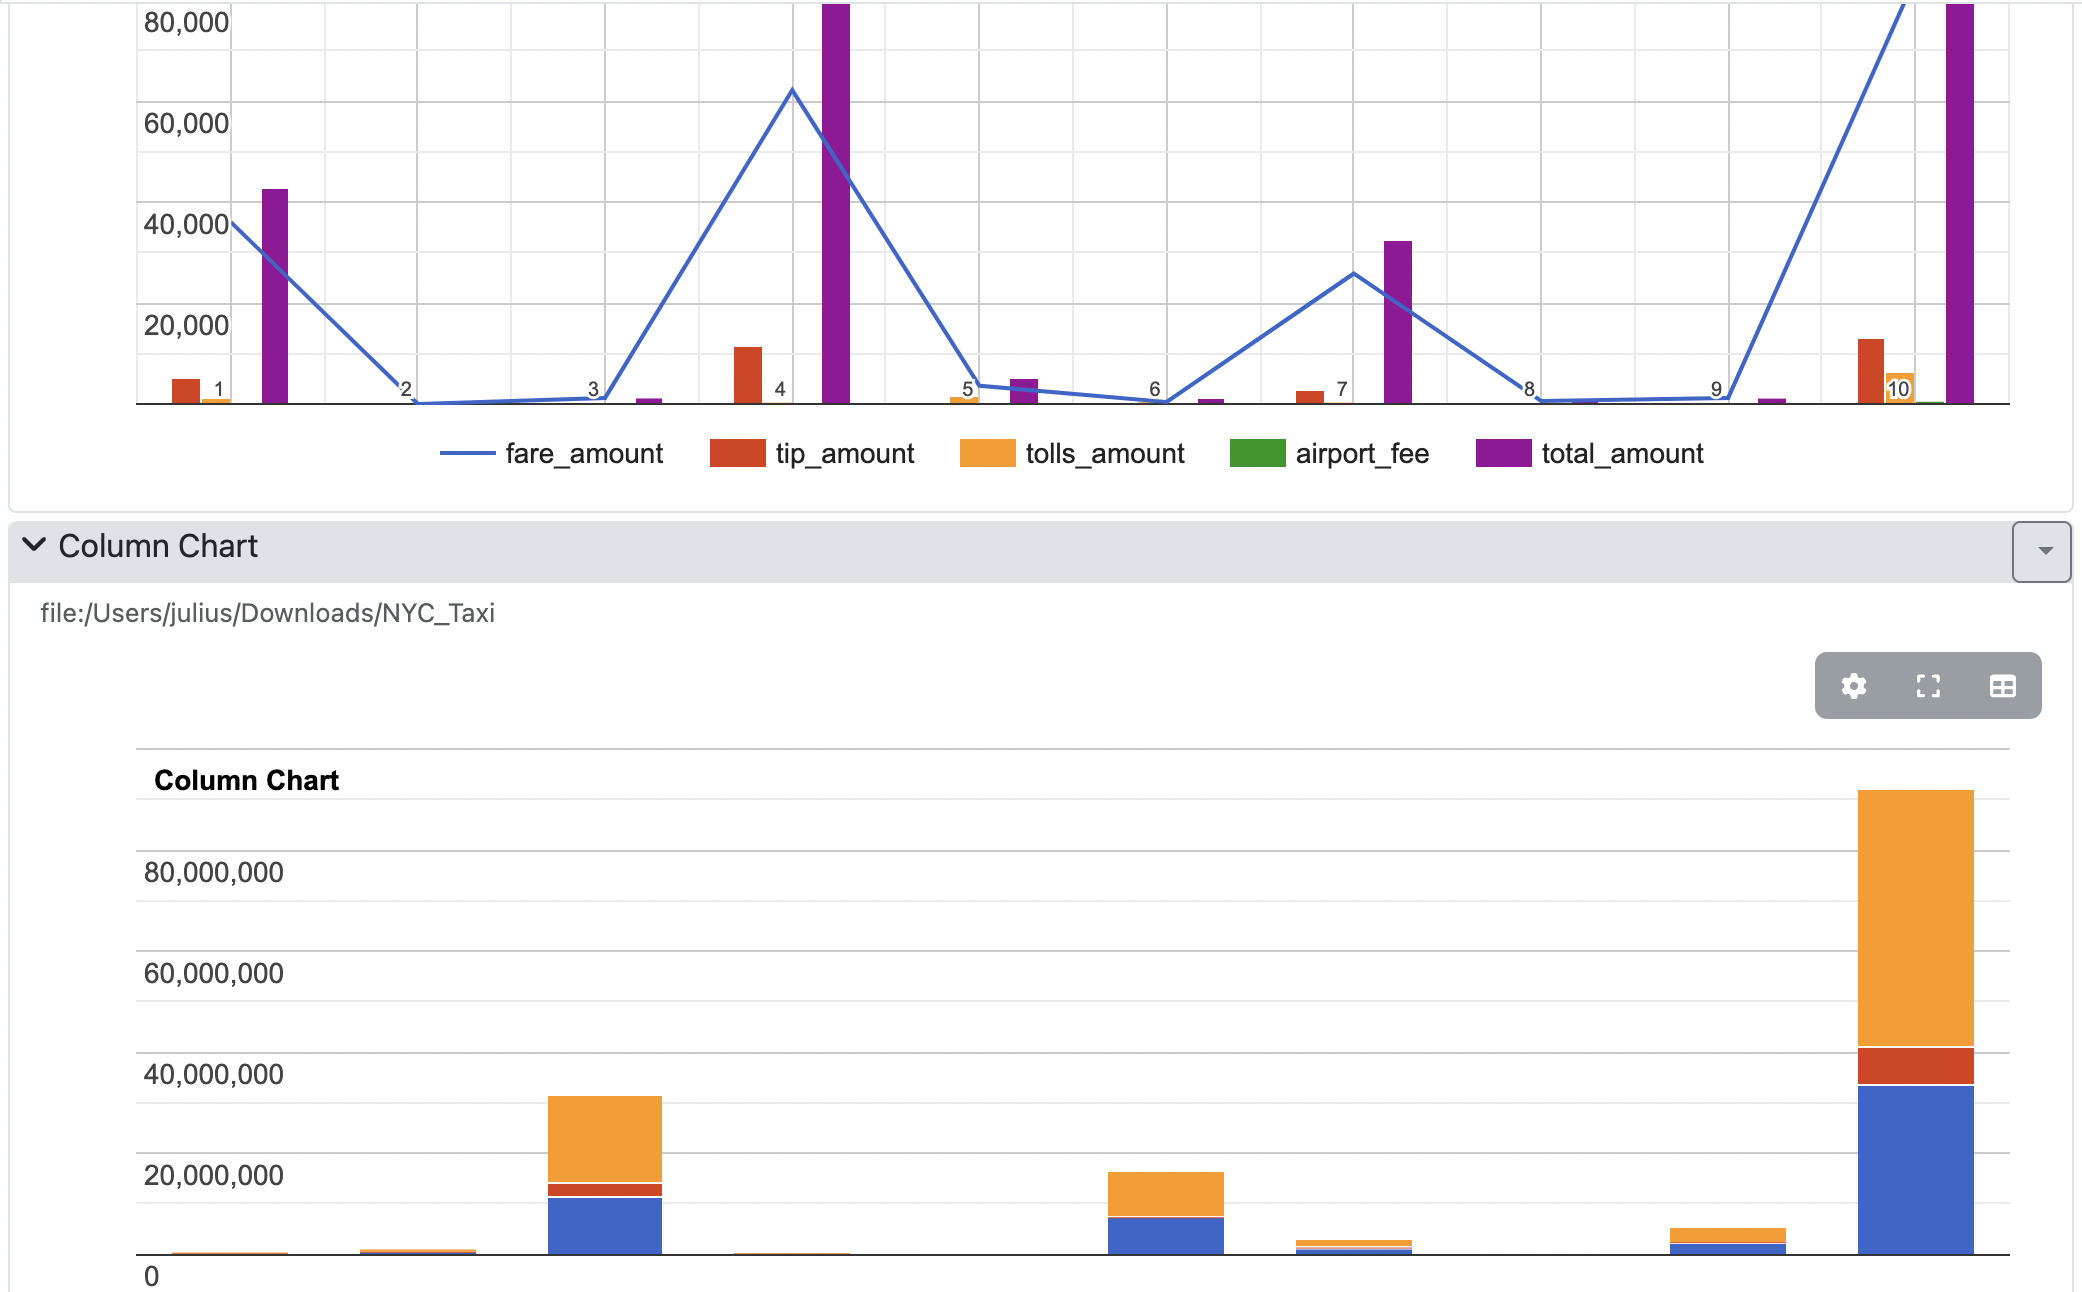 80,000
60,000
40,000
20,000
1 2 3 4 5 6 7 8 9 10
fare_amount tip_amount tolls_amount airport_fee total_amount
Column Chart
file:/Users/julius/Downloads/NYC_Taxi
Column Chart
80,000,000
60,000,000
40,000,000
20,000,000
0